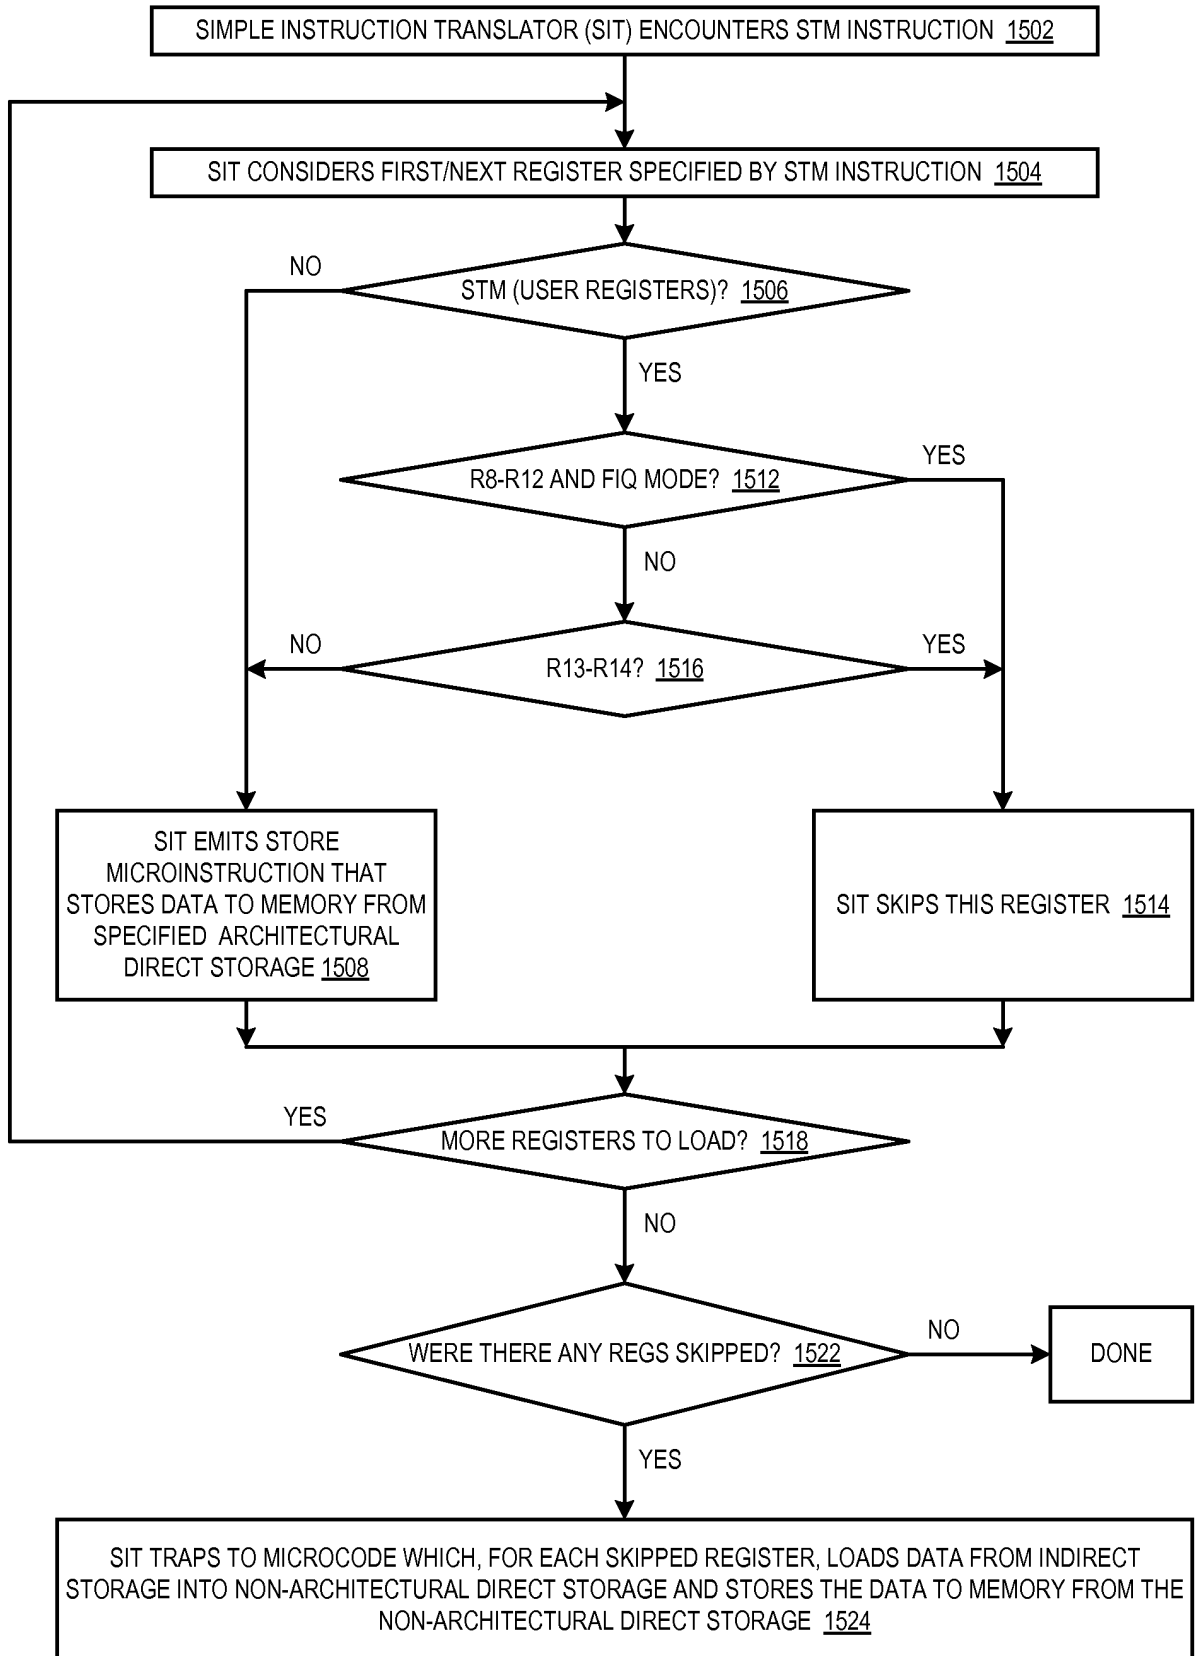 SIMPLE INSTRUCTION TRANSLATOR (SIT) ENCOUNTERS STM INSTRUCTION 1502
SIT CONSIDERS FIRST/NEXT REGISTER SPECIFIED BY STM INSTRUCTION 1504
NO
STM (USER REGISTERS)? 1506
YES
YES
R8-R12 AND FIQ MODE? 1512
NO
NO
YES
R13-R14? 1516
SIT EMITS STORE
MICROINSTRUCTION THAT
STORES DATA TO MEMORY FROM
SPECIFIED ARCHITECTURAL
DIRECT STORAGE 1508
SIT SKIPS THIS REGISTER 1514
YES
MORE REGISTERS TO LOAD? 1518
NO
WERE THERE ANY REGS SKIPPED? 1522
NO
DONE
YES
SIT TRAPS TO MICROCODE WHICH, FOR EACH SKIPPED REGISTER, LOADS DATA FROM INDIRECT
STORAGE INTO NON-ARCHITECTURAL DIRECT STORAGE AND STORES THE DATA TO MEMORY FROM THE
NON-ARCHITECTURAL DIRECT STORAGE 1524